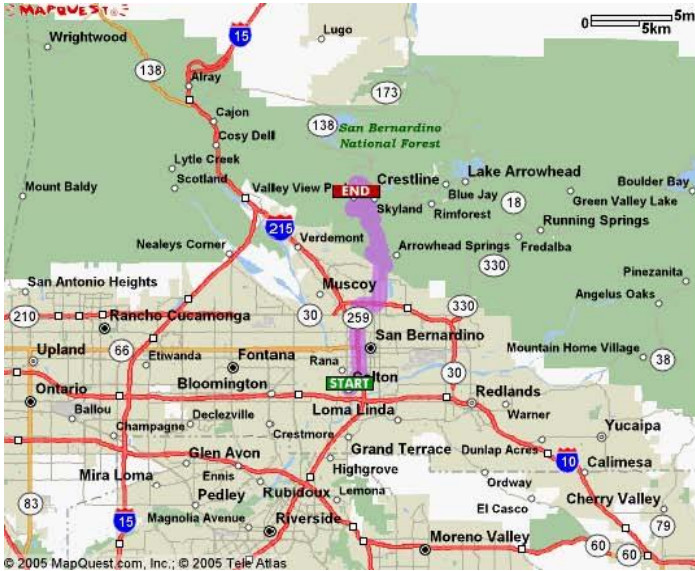 MAPQUEST
15
5m
0 5km
Wrightwood
Lugo
138
Alray
173
Cajon
138
San Bernardino
National Forest
Cosy Dell
Lytle Creek
Scotland
Valley View P
END
Crestline
Lake Arrowhead
Boulder Bay
Mount Baldy
Skyland
Blue Jay
Rimforest
18
Green Valley Lake
215
Verdemont
Running Springs
Fredalba
Nealeys Corner
Arrowhead Springs
330
Pinezanita
San Antonio Heights
Muscoy
Angelus Oaks
210
Rancho Cucamonga
30
259
330
66
San Bernardino
Upland
Etiwanda
Fontana
Rana
Mountain Home Village
38
START
Colton
30
Ontario
Bloomington
Redlands
Ballou
Declezville
Loma Linda
Warner
Yucaipa
Champagne
Crestmore
Grand Terrace
Dunlap Acres
Glen Avon
Highgrove
10
Calimesa
Mira Loma
Ennis
Rubidoux
Lemona
Ordway
83
Pedley
El Casco
Cherry Valley
15
Magnolia Avenue
Riverside
Moreno Valley
60
60
79
© 2005 MapQuest.com, Inc.; © 2005 Tele Atlas